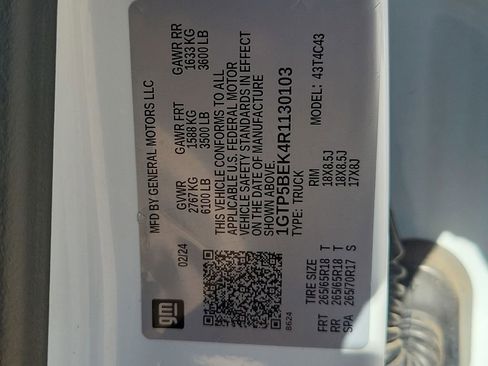 MFD BY GENERAL MOTORS LLC
02/24
GVWR GAWR FRT GAWR RR
2767 KG 1588 KG 1633 KG
6100 LB 3500 LB 3600 LB
THIS VEHICLE CONFORMS TO ALL
APPLICABLE U.S. FEDERAL MOTOR
VEHICLE SAFETY STANDARDS IN EFFECT
ON THE DATE OF MANUFACTURE
SHOWN ABOVE.
1GTP5BEK4R1130103
TYPE: TRUCK MODEL: 43T4C43
gm
8624
TIRE SIZE RIM
FRT 265/65R18 T 18X8.5J
RR 265/65R18 T 18X8.5J
SPA 265/70R17 S 17X8J